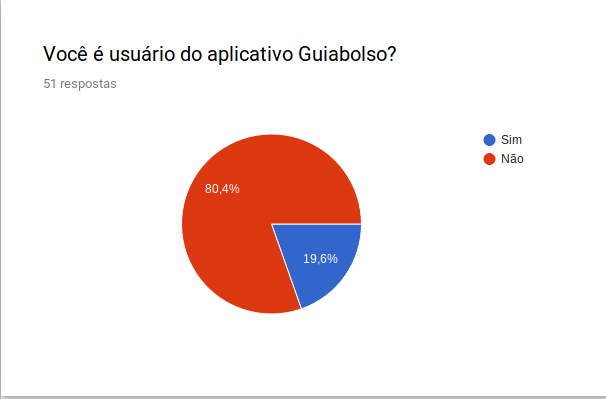 Você é usuário do aplicativo Guiabolso?
51 respostas
Sim
Não
80,4%
19,6%